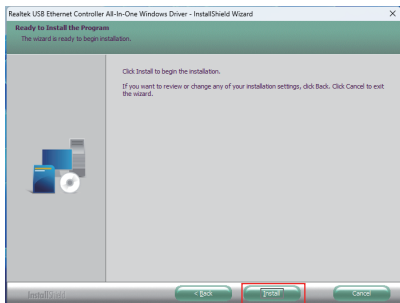 Realtek USB Ethernet Controller All-In-One Windows Driver - InstallShield Wizard
Ready to Install the Program
The wizard is ready to begin installation.
Click Install to begin the installation.
If you want to review or change any of your installation settings, click Back. Click Cancel to exit
the wizard.
InstallShield
< Back
Install
Cancel